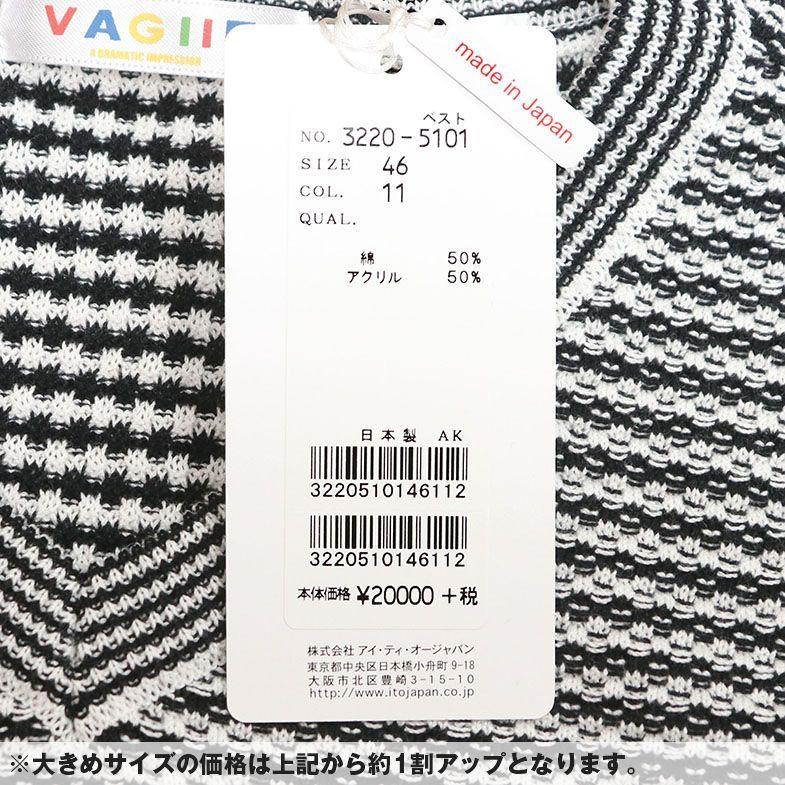 VAGII
A DRAMATIC IMPRESSION
made in Japan
ベスト
NO. 3220-5101
SIZE 46
COL. 11
QUAL.
綿 50%
アクリル 50%
日本製 AK
3220510146112
3220510146112
本体価格 ¥20000 +税
株式会社 アイ・ティ・オージャパン
東京都中央区日本橋小舟町 9-18
大阪市北区豊崎 3-15-10
http://www.itojapan.co.jp
※大きめサイズの価格は上記から約1割アップとなります。